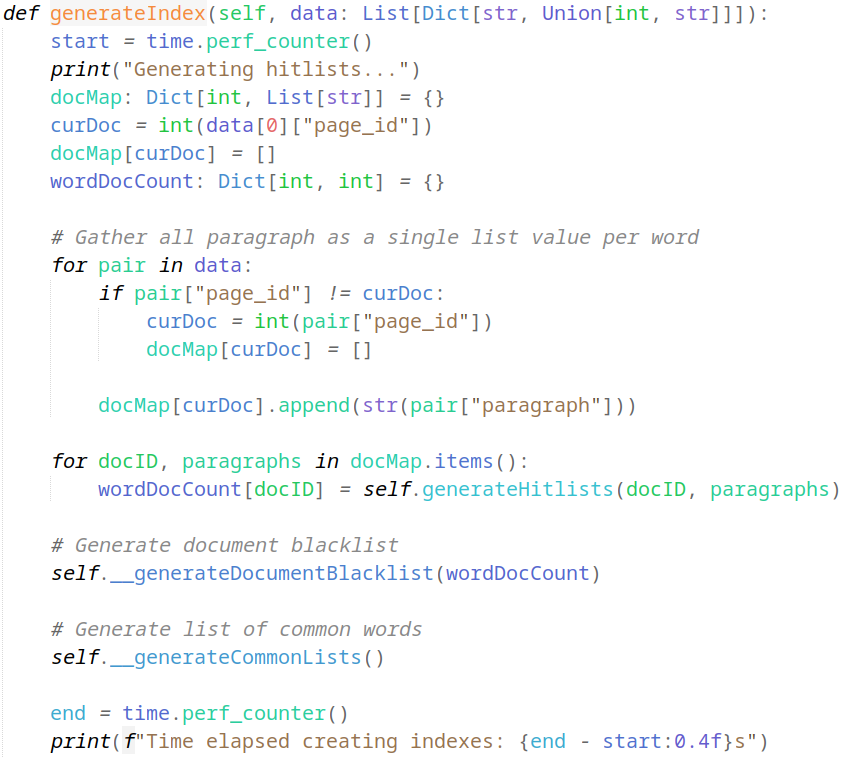 def generateIndex(self, data: List[Dict[str, Union[int, str]]]):
    start = time.perf_counter()
    print("Generating hitlists...")
    docMap: Dict[int, List[str]] = {}
    curDoc = int(data[0]["page_id"])
    docMap[curDoc] = []
    wordDocCount: Dict[int, int] = {}

    # Gather all paragraph as a single list value per word
    for pair in data:
        if pair["page_id"] != curDoc:
            curDoc = int(pair["page_id"])
            docMap[curDoc] = []

        docMap[curDoc].append(str(pair["paragraph"]))

    for docID, paragraphs in docMap.items():
        wordDocCount[docID] = self.generateHitlists(docID, paragraphs)

    # Generate document blacklist
    self.__generateDocumentBlacklist(wordDocCount)

    # Generate list of common words
    self.__generateCommonLists()

    end = time.perf_counter()
    print(f"Time elapsed creating indexes: {end - start:0.4f}s")